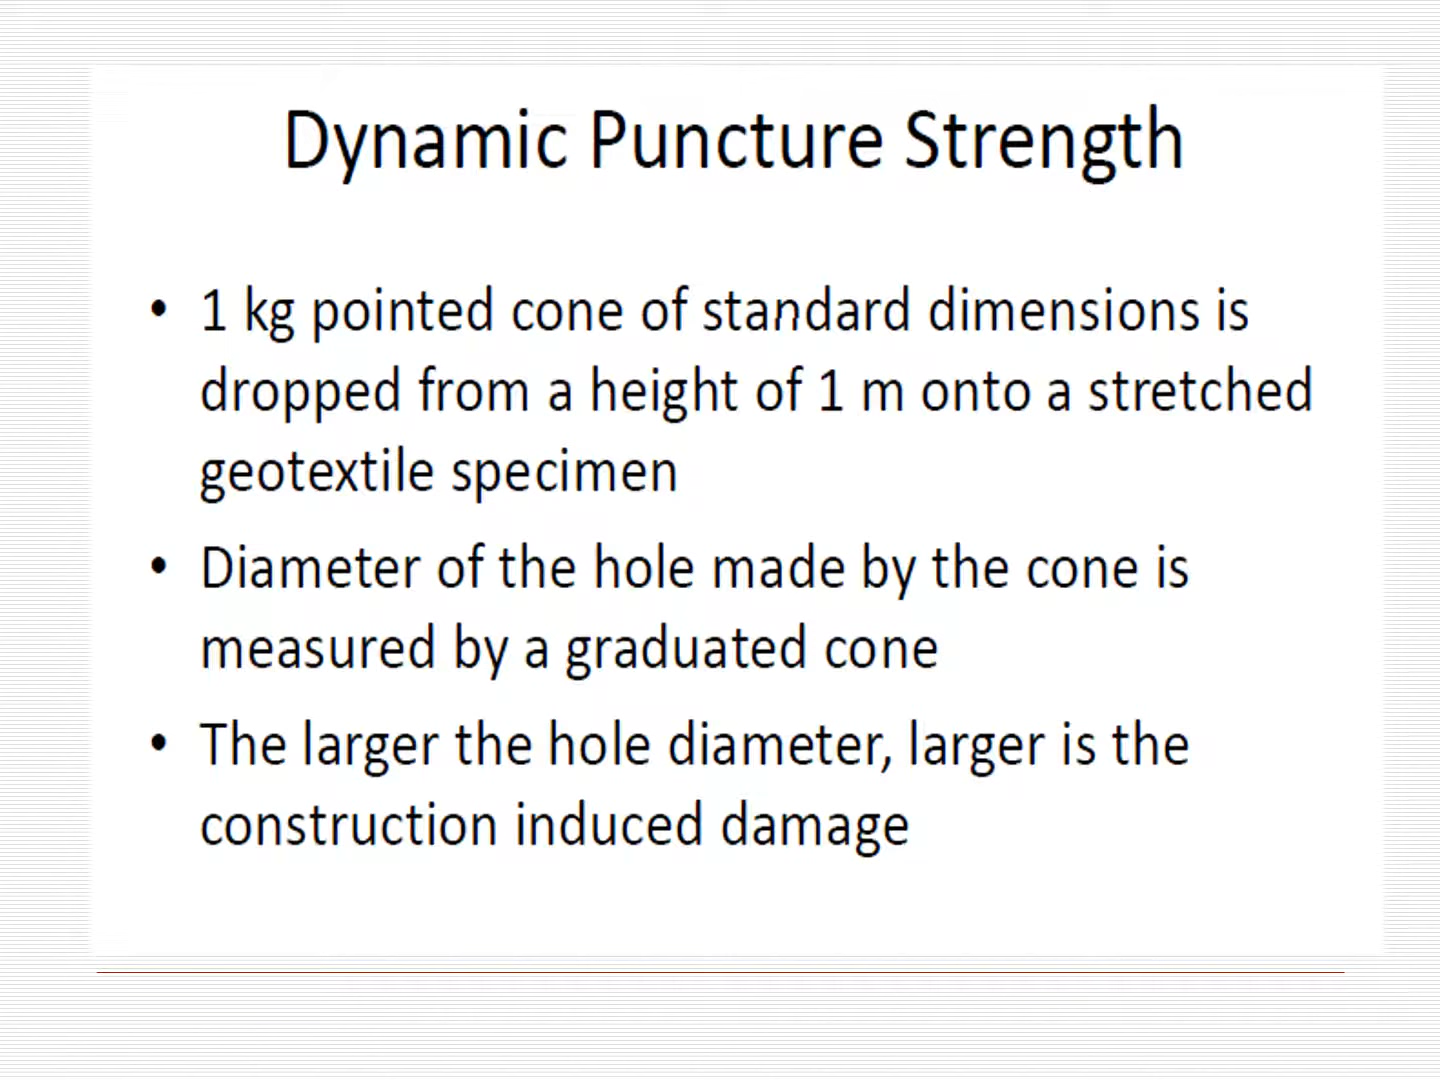 Dynamic Puncture Strength
• 1 kg pointed cone of standard dimensions is
dropped from a height of 1 m onto a stretched
geotextile specimen
• Diameter of the hole made by the cone is
measured by a graduated cone
• The larger the hole diameter, larger is the
construction induced damage